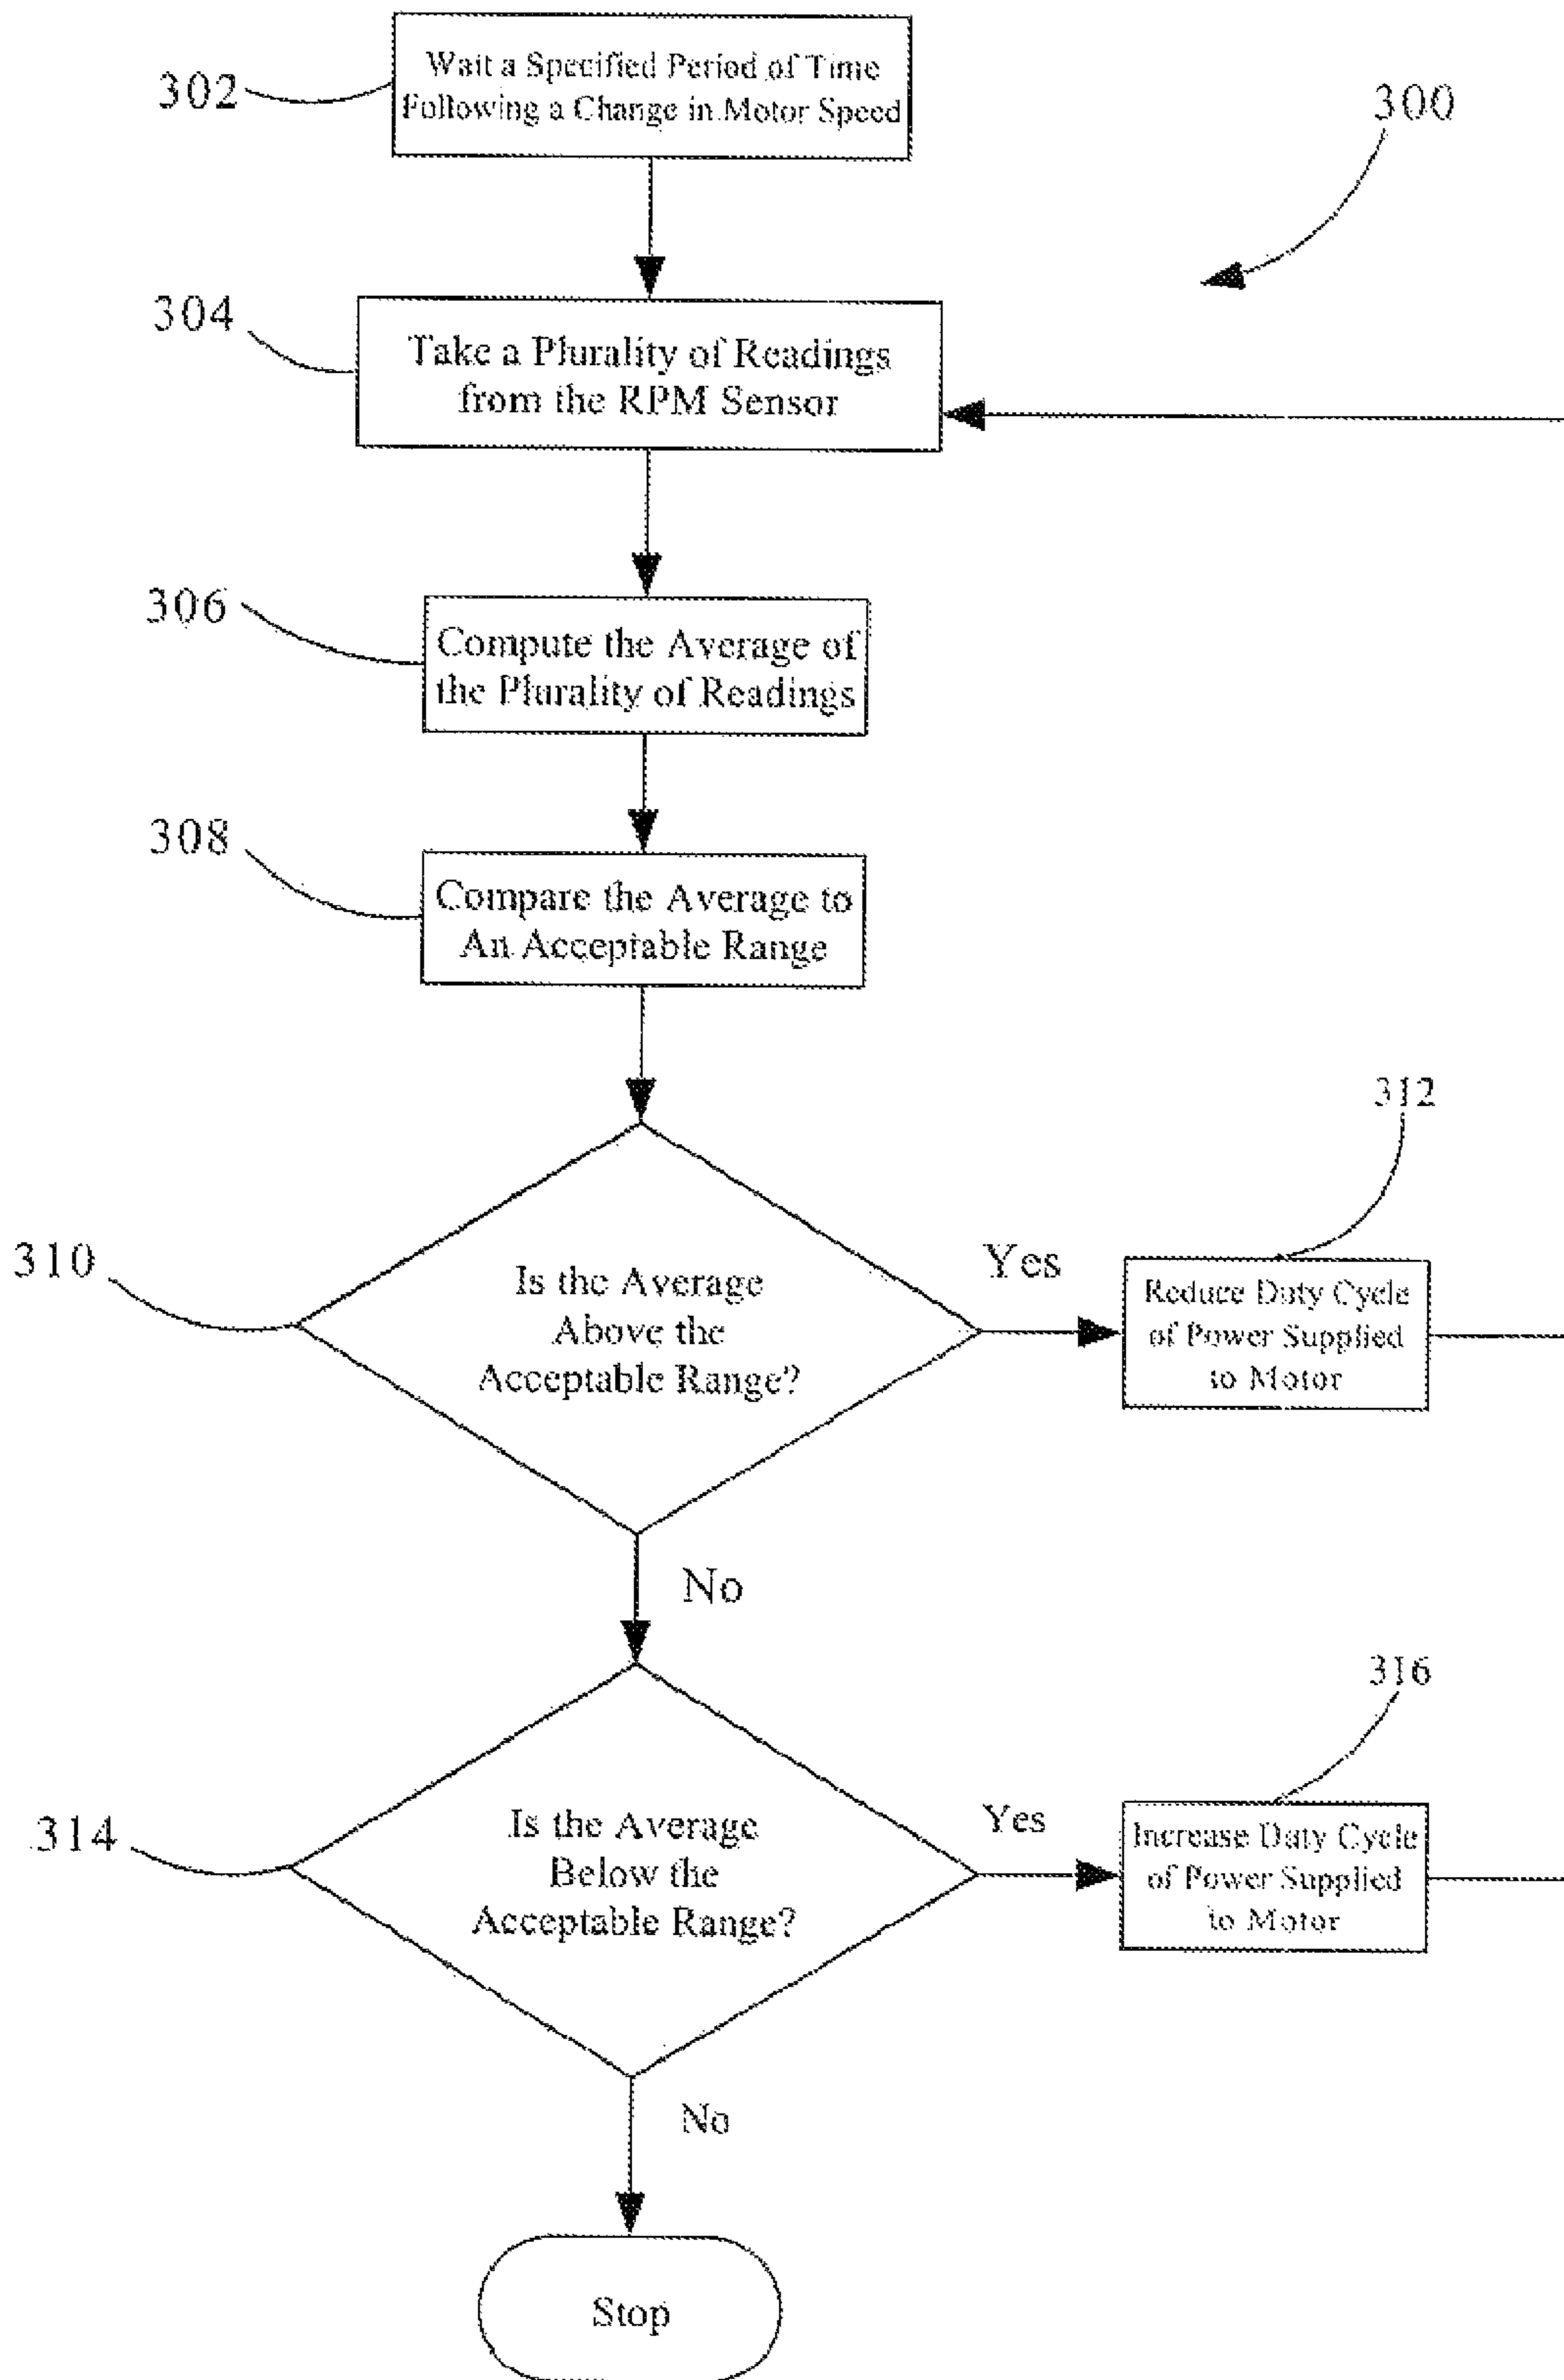 302
Wait a Specified Period of Time
Following a Change in Motor Speed
300
304
Take a Plurality of Readings
from the RPM Sensor
306
Compute the Average of
the Plurality of Readings
308
Compare the Average to
An Acceptable Range
310
Is the Average
Above the
Acceptable Range?
Yes
312
Reduce Duty Cycle
of Power Supplied
to Motor
No
314
Is the Average
Below the
Acceptable Range?
Yes
316
Increase Duty Cycle
of Power Supplied
to Motor
No
Stop